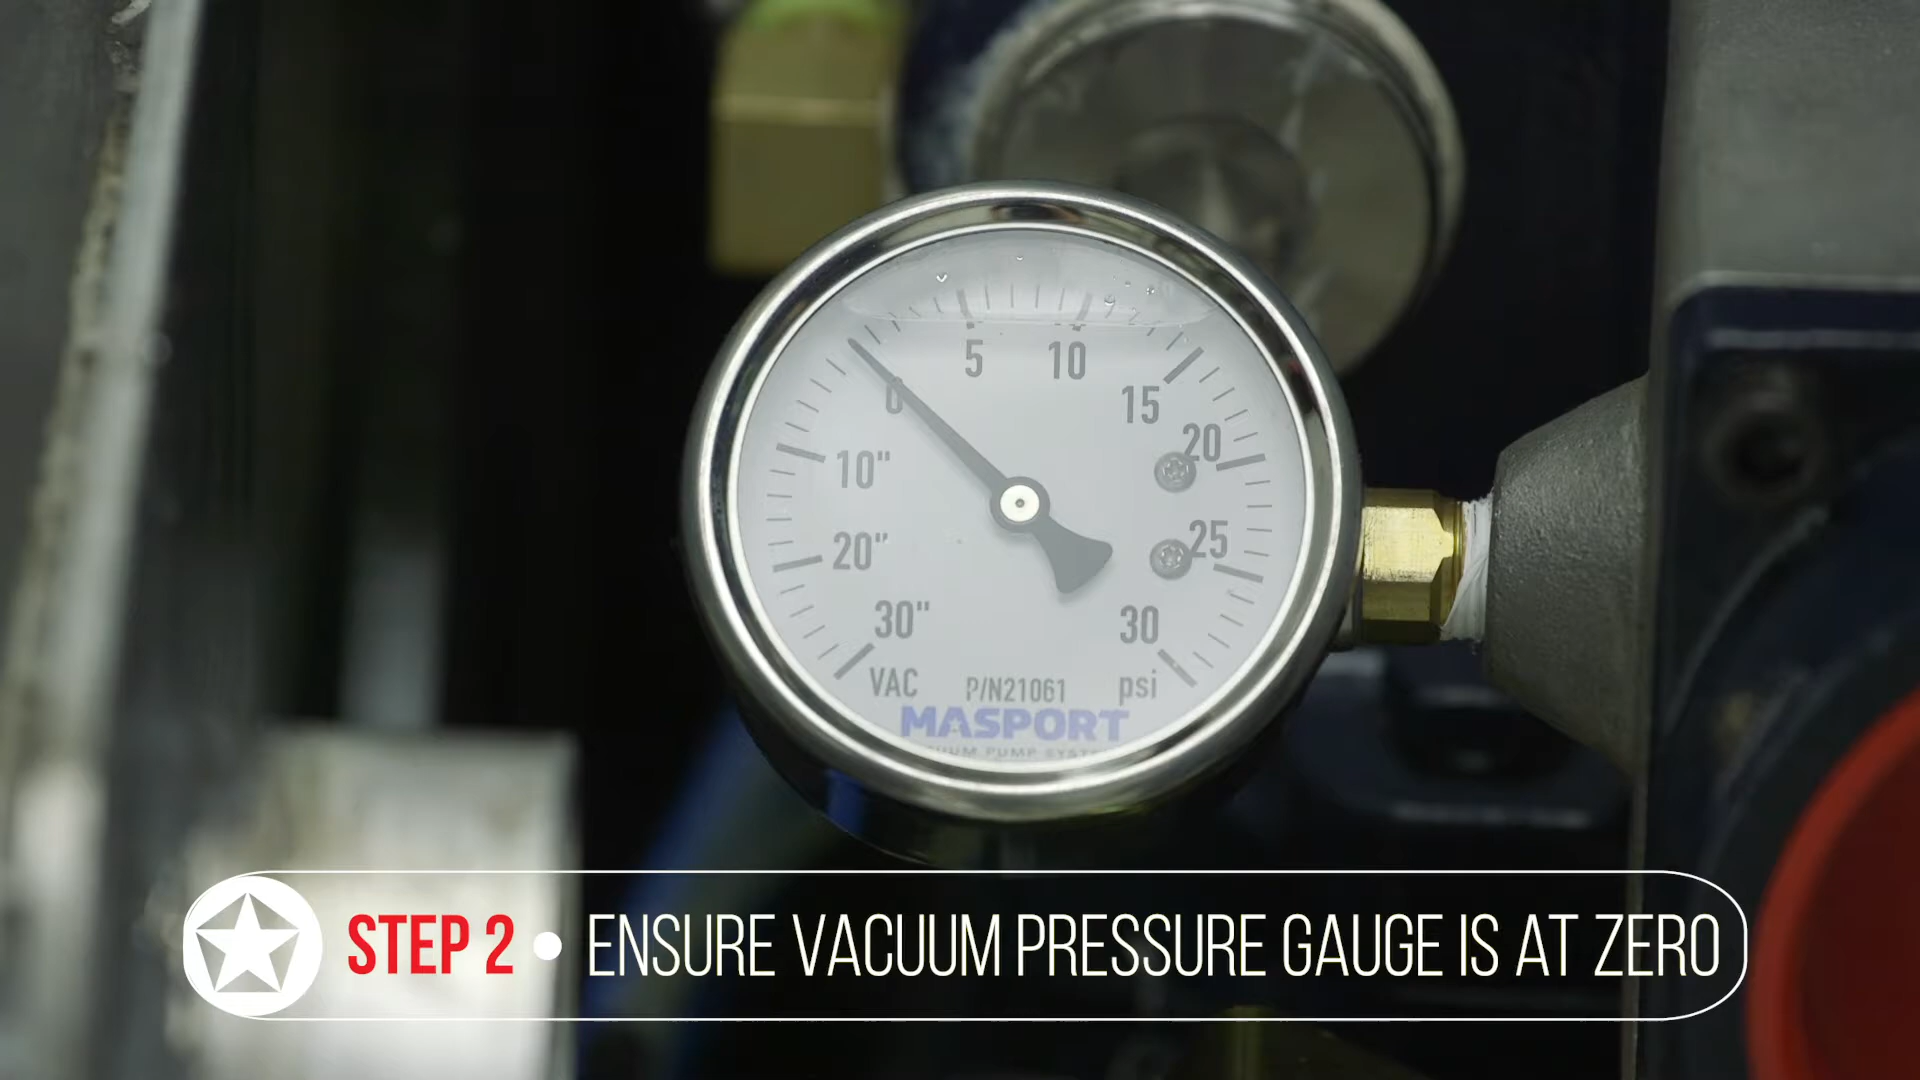 5 10
0 15
20
10"
20" 25
30" 30
VAC P/N21061 psi
MASPORT
PUMP
STEP 2 • ENSURE VACUUM PRESSURE GAUGE IS AT ZERO